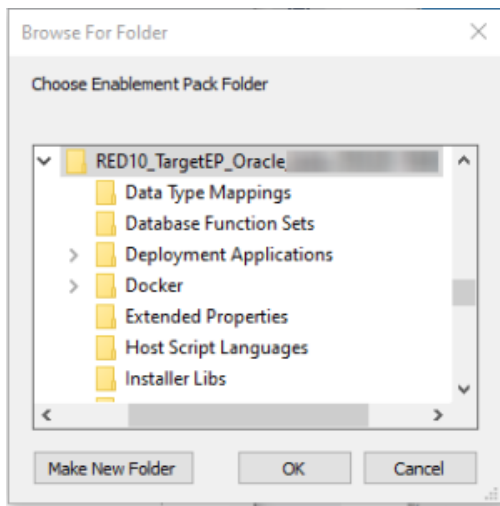 Browse For Folder
Choose Enablement Pack Folder
RED10_TargetEP_Oracle_
Data Type Mappings
Database Function Sets
Deployment Applications
Docker
Extended Properties
Host Script Languages
Installer Libs
Make New Folder OK Cancel